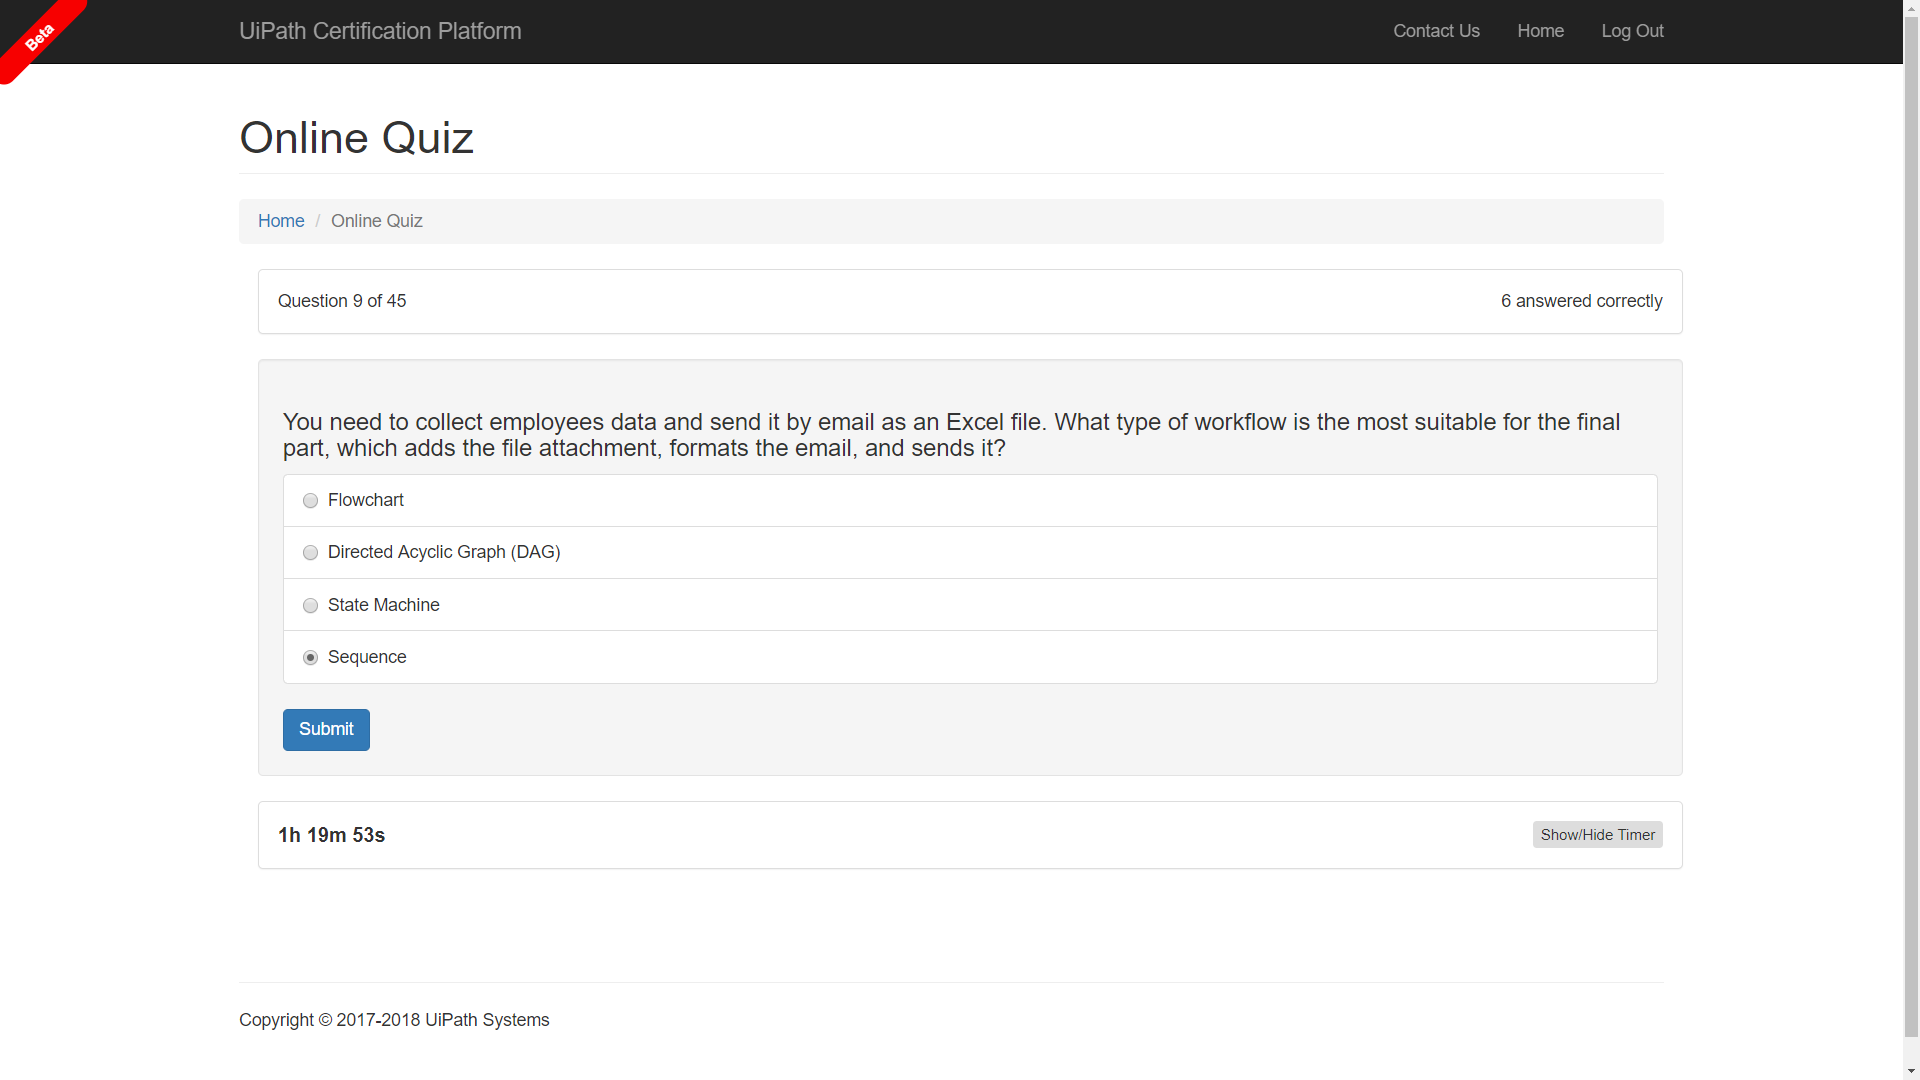 Beta
UiPath Certification Platform
Contact Us
Home
Log Out
Online Quiz
Home / Online Quiz
Question 9 of 45
6 answered correctly
You need to collect employees data and send it by email as an Excel file. What type of workflow is the most suitable for the final
part, which adds the file attachment, formats the email, and sends it?
Flowchart
Directed Acyclic Graph (DAG)
State Machine
Sequence
Submit
1h 19m 53s
Show/Hide Timer
Copyright © 2017-2018 UiPath Systems